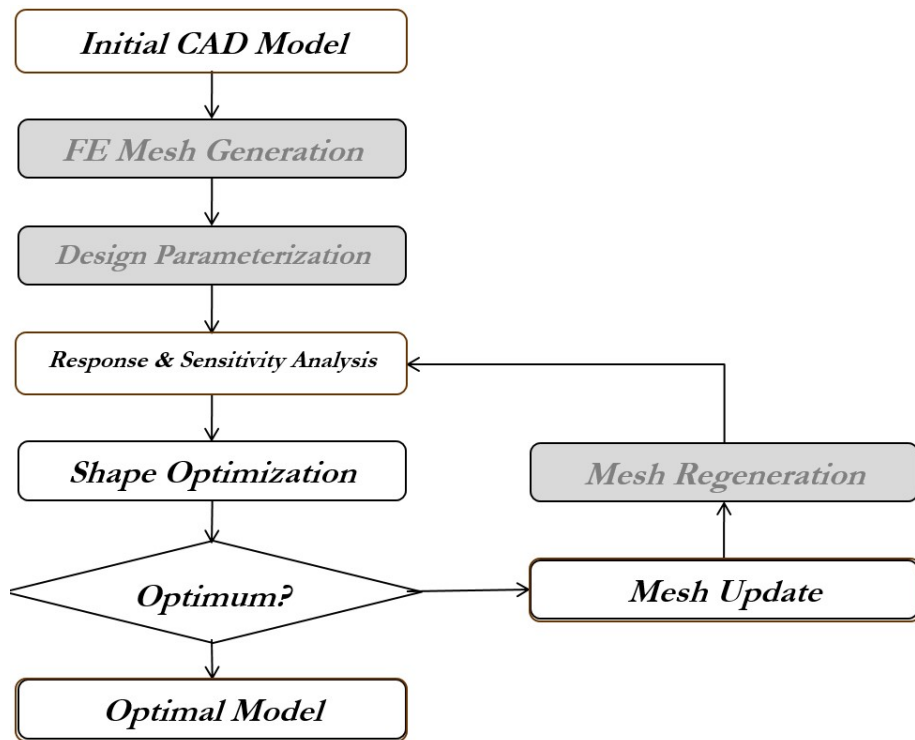 Initial CAD Model
FE Mesh Generation
Design Parameterization
Response & Sensitivity Analysis
Shape Optimization
Mesh Regeneration
Optimum?
Mesh Update
Optimal Model